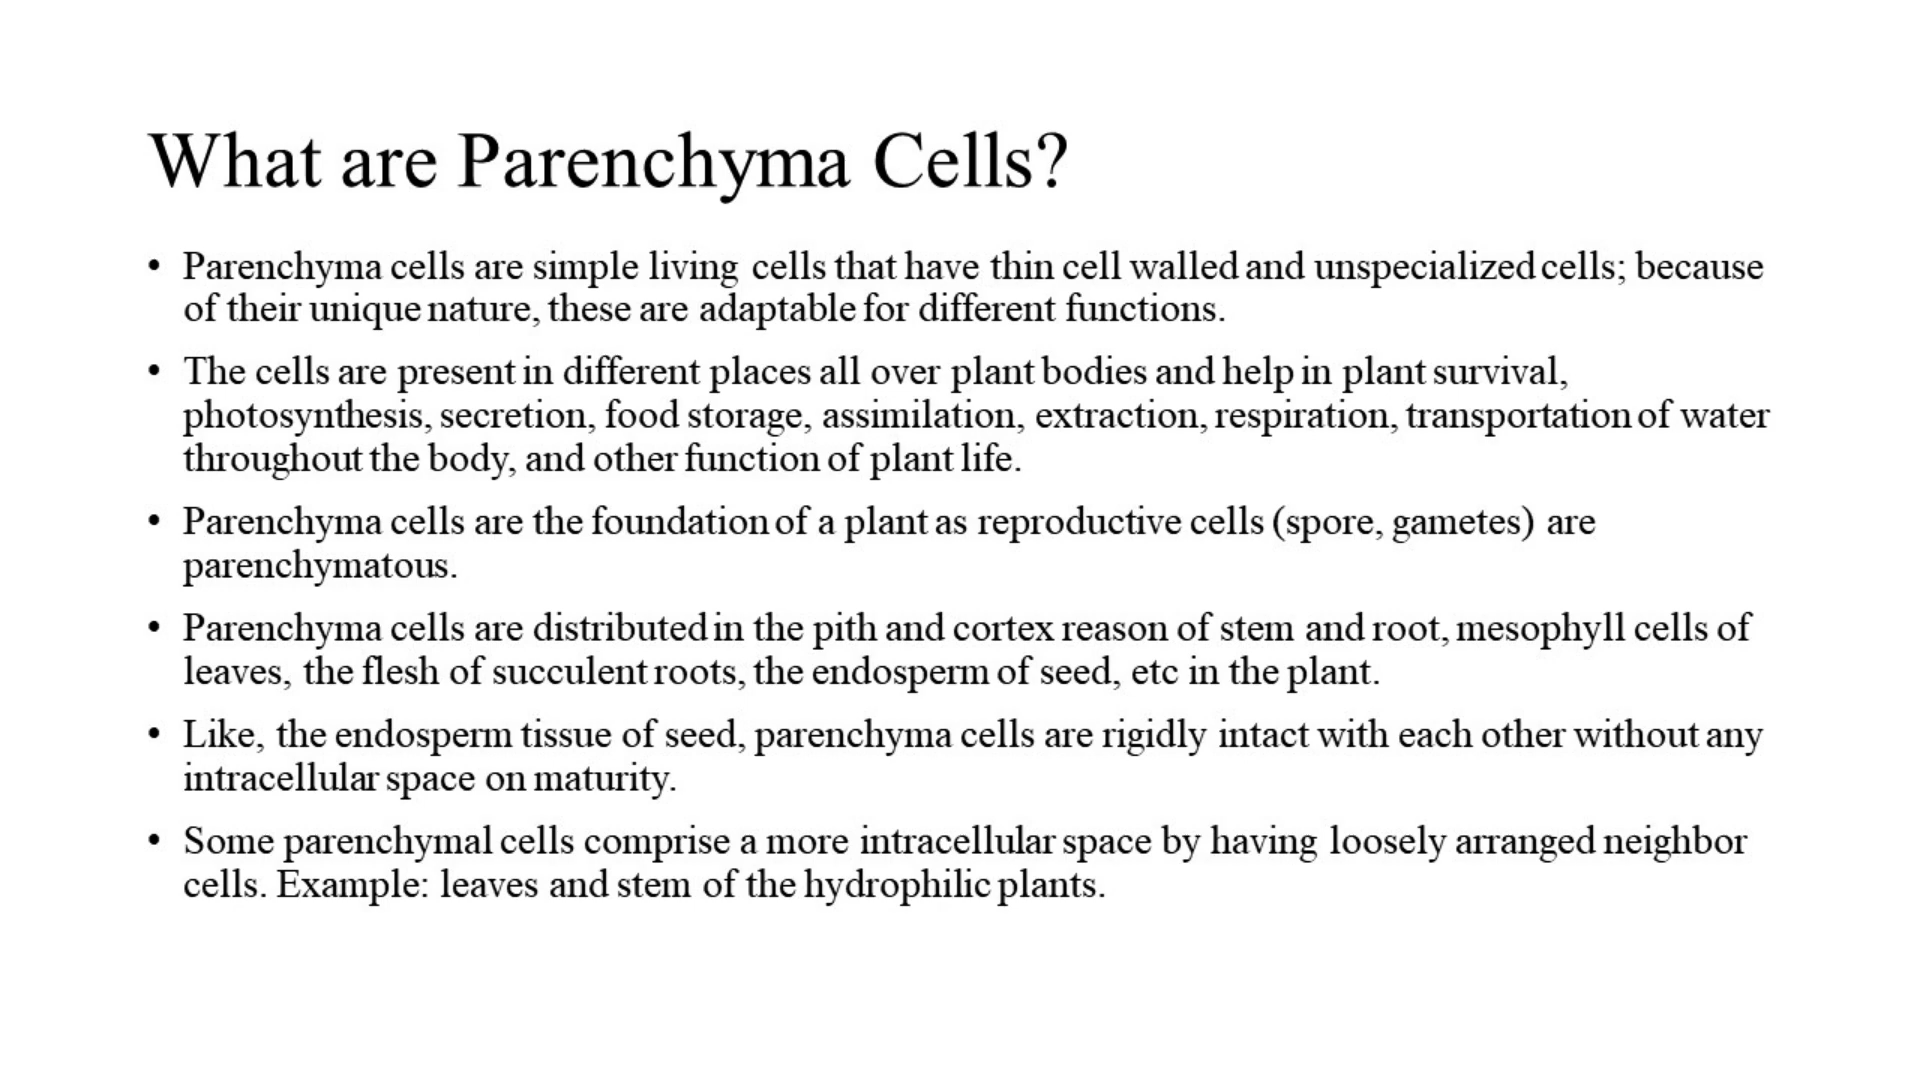 What are Parenchyma Cells?
• Parenchyma cells are simple living cells that have thin cell walled and unspecialized cells; because
of their unique nature, these are adaptable for different functions.
• The cells are present in different places all over plant bodies and help in plant survival,
photosynthesis, secretion, food storage, assimilation, extraction, respiration, transportation of water
throughout the body, and other function of plant life.
• Parenchyma cells are the foundation of a plant as reproductive cells (spore, gametes) are
parenchymatous.
• Parenchyma cells are distributed in the pith and cortex reason of stem and root, mesophyll cells of
leaves, the flesh of succulent roots, the endosperm of seed, etc in the plant.
• Like, the endosperm tissue of seed, parenchyma cells are rigidly intact with each other without any
intracellular space on maturity.
• Some parenchymal cells comprise a more intracellular space by having loosely arranged neighbor
cells. Example: leaves and stem of the hydrophilic plants.